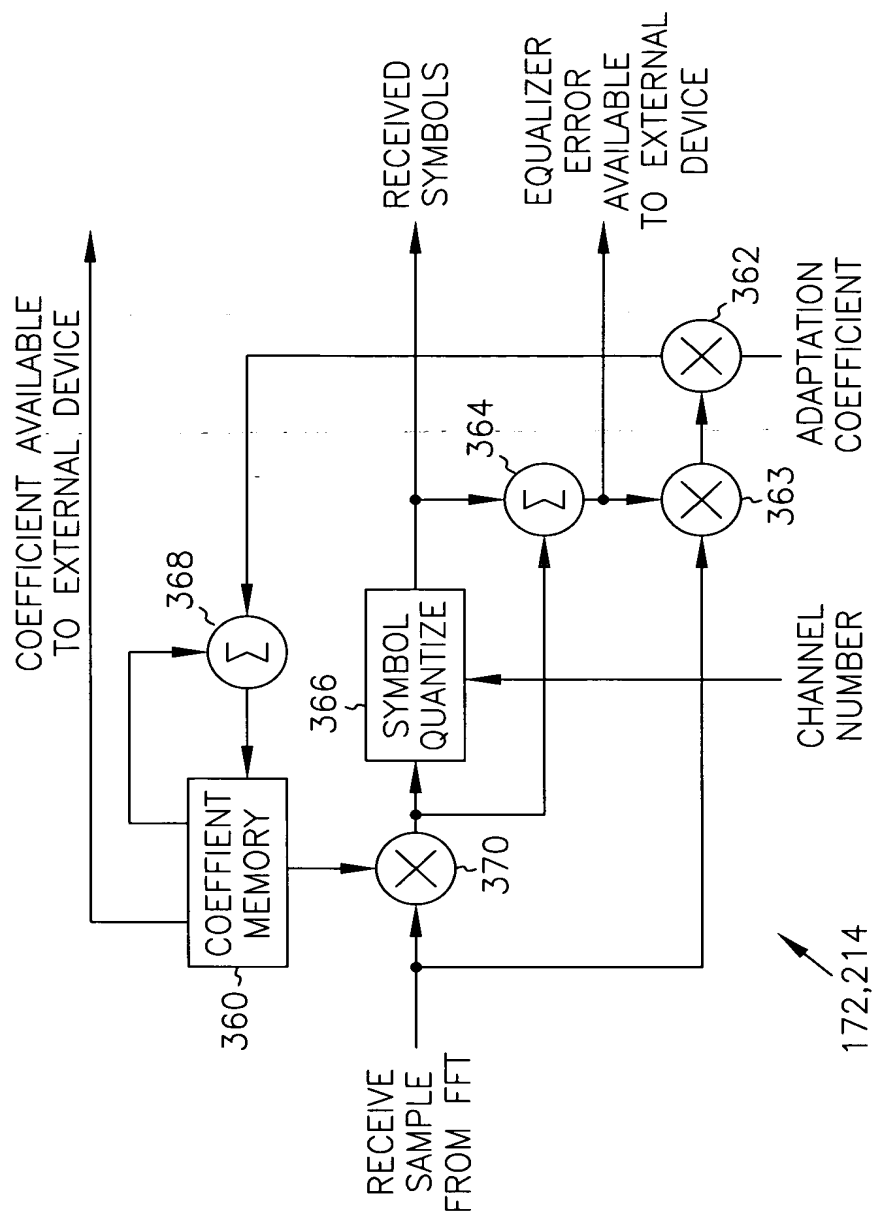 COEFFICIENT AVAILABLE
TO EXTERNAL DEVICE
368
Σ
COEFFIENT
MEMORY
360
366
SYMBOL
QUANTIZE
RECEIVED
SYMBOLS
RECEIVE
SAMPLE
FROM FFT
370
364
Σ
EQUALIZER
ERROR
AVAILABLE
TO EXTERNAL
DEVICE
363
362
CHANNEL
NUMBER
ADAPTATION
COEFFICIENT
172,214